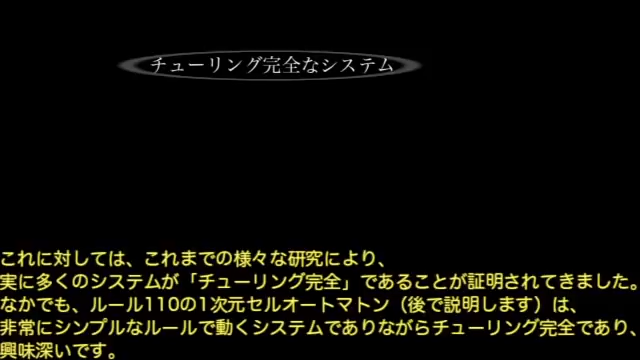 チューリング完全なシステム
これに対しては、これまでの様々な研究により、
実に多くのシステムが「チューリング完全」であることが証明されてきました。
なかでも、ルール110の1次元セルオートマトン（後で説明します）は、
非常にシンプルなルールで動くシステムでありながらチューリング完全であり、
興味深いです。